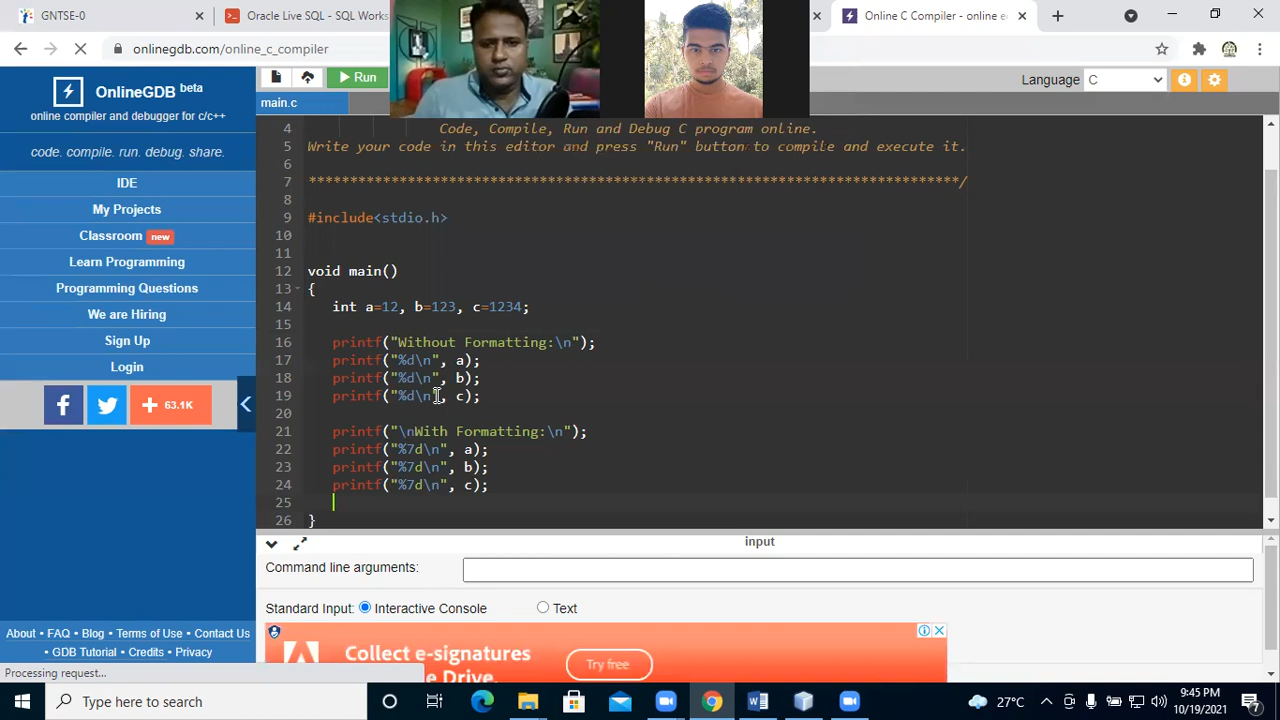 GNTSE-0
Oracle Live SQL - SQL Works
Online C Compiler - online e
onlinegdb.com/online_c_compiler
OnlineGDB beta
online compiler and debugger for c/c++
code. compile. run. debug. share.
IDE
My Projects
Classroom new
Learn Programming
Programming Questions
We are Hiring
Sign Up
Login
63.1K
About • FAQ • Blog • Terms of Use • Contact Us
• GDB Tutorial • Credits • Privacy
Processing request...
Run
Language C
main.c
4 Code, Compile, Run and Debug C program online.
5 Write your code in this editor and press "Run" button to compile and execute it.
6
7 *******************************************************************************/
8
9 #include<stdio.h>
10
11
12 void main()
13 {
14 int a=12, b=123, c=1234;
15
16 printf("Without Formatting:\n");
17 printf("%d\n", a);
18 printf("%d\n", b);
19 printf("%d\n", c);
20
21 printf("\nWith Formatting:\n");
22 printf("%7d\n", a);
23 printf("%7d\n", b);
24 printf("%7d\n", c);
25
26 }
input
Command line arguments:
Standard Input: Interactive Console Text
Collect e-signatures
Drive.
Try free
Type here to search
27°C
9:45 PM
10/19/2021
7